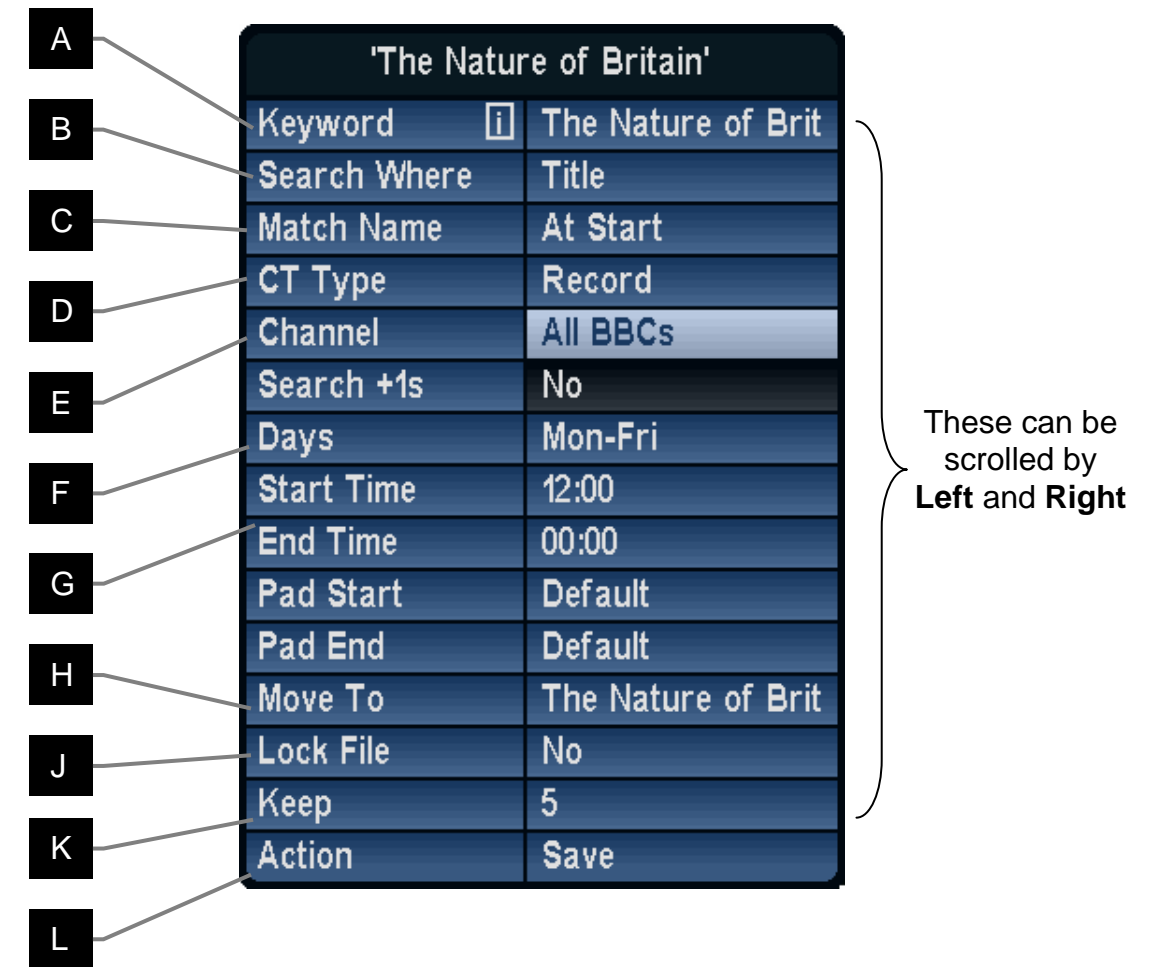 A
B
C
D
E
F
G
H
J
K
L
'The Nature of Britain'
Keyword i The Nature of Brit
Search Where Title
Match Name At Start
CT Type Record
Channel All BBCs
Search +1s No
Days Mon-Fri
Start Time 12:00
End Time 00:00
Pad Start Default
Pad End Default
Move To The Nature of Brit
Lock File No
Keep 5
Action Save
These can be
scrolled by
Left and Right